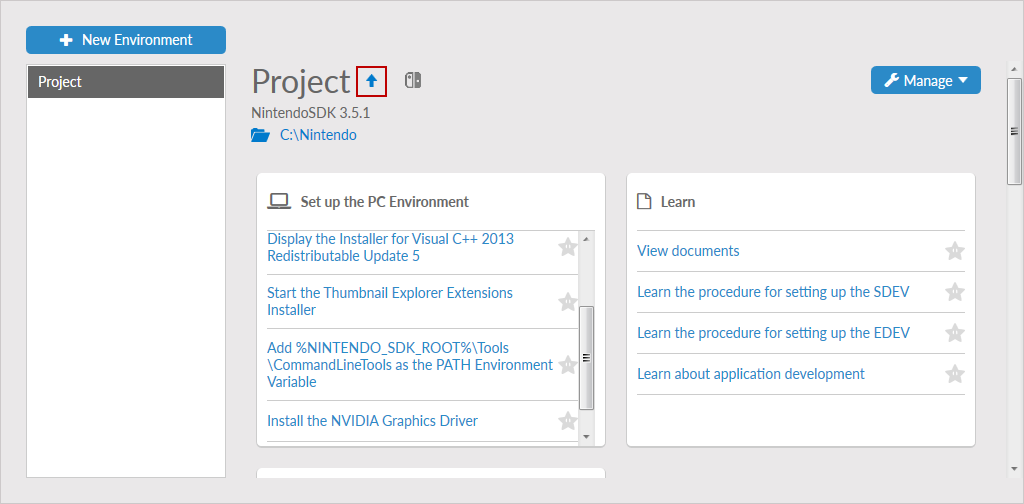 New Environment
Project
Project
Manage
NintendoSDK 3.5.1
C:\Nintendo
Set up the PC Environment
Display the Installer for Visual C++ 2013
Redistributable Update 5
Start the Thumbnail Explorer Extensions
Installer
Add %NINTENDO_SDK_ROOT%\Tools
\CommandLineTools as the PATH Environment
Variable
Install the NVIDIA Graphics Driver
Learn
View documents
Learn the procedure for setting up the SDEV
Learn the procedure for setting up the EDEV
Learn about application development